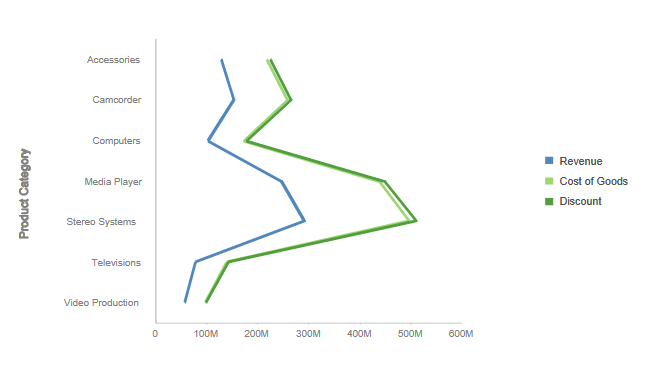 Product Category
Accessories
Camcorder
Computers
Media Player
Stereo Systems
Televisions
Video Production
0 100M 200M 300M 400M 500M 600M
Revenue
Cost of Goods
Discount